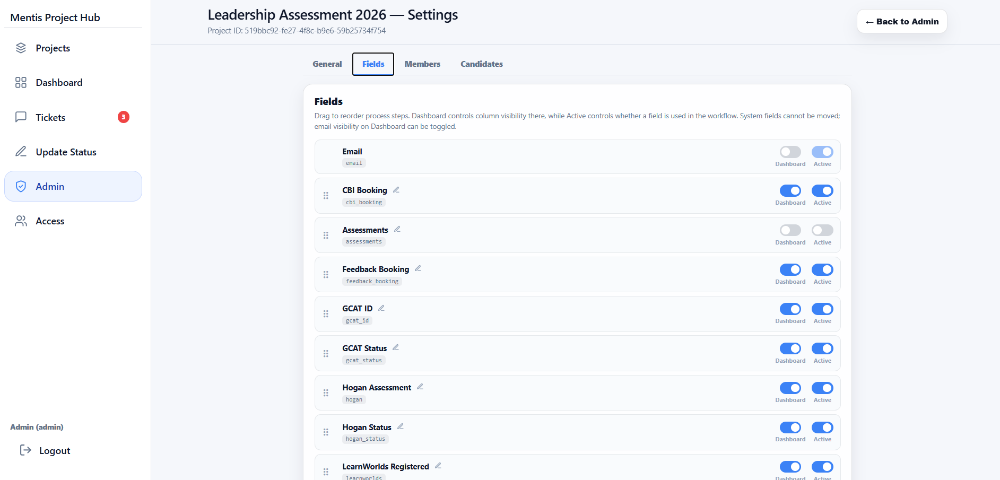 Mentis Project Hub
Projects
Dashboard
Tickets
3
Update Status
Admin
Access
Admin (admin)
Logout
Leadership Assessment 2026 — Settings
Project ID: 519bbc92-fe27-4f8c-b9e6-59b25734f754
← Back to Admin
General
Fields
Members
Candidates
Fields
Drag to reorder process steps. Dashboard controls column visibility there, while Active controls whether a field is used in the workflow. System fields cannot be moved;
email visibility on Dashboard can be toggled.
Email
email
Dashboard
Active
CBI Booking
cbi_booking
Dashboard
Active
Assessments
assessments
Dashboard
Active
Feedback Booking
feedback_booking
Dashboard
Active
GCAT ID
gcat_id
Dashboard
Active
GCAT Status
gcat_status
Dashboard
Active
Hogan Assessment
hogan
Dashboard
Active
Hogan Status
hogan_status
Dashboard
Active
LearnWorlds Registered
learnworlds
Dashboard
Active